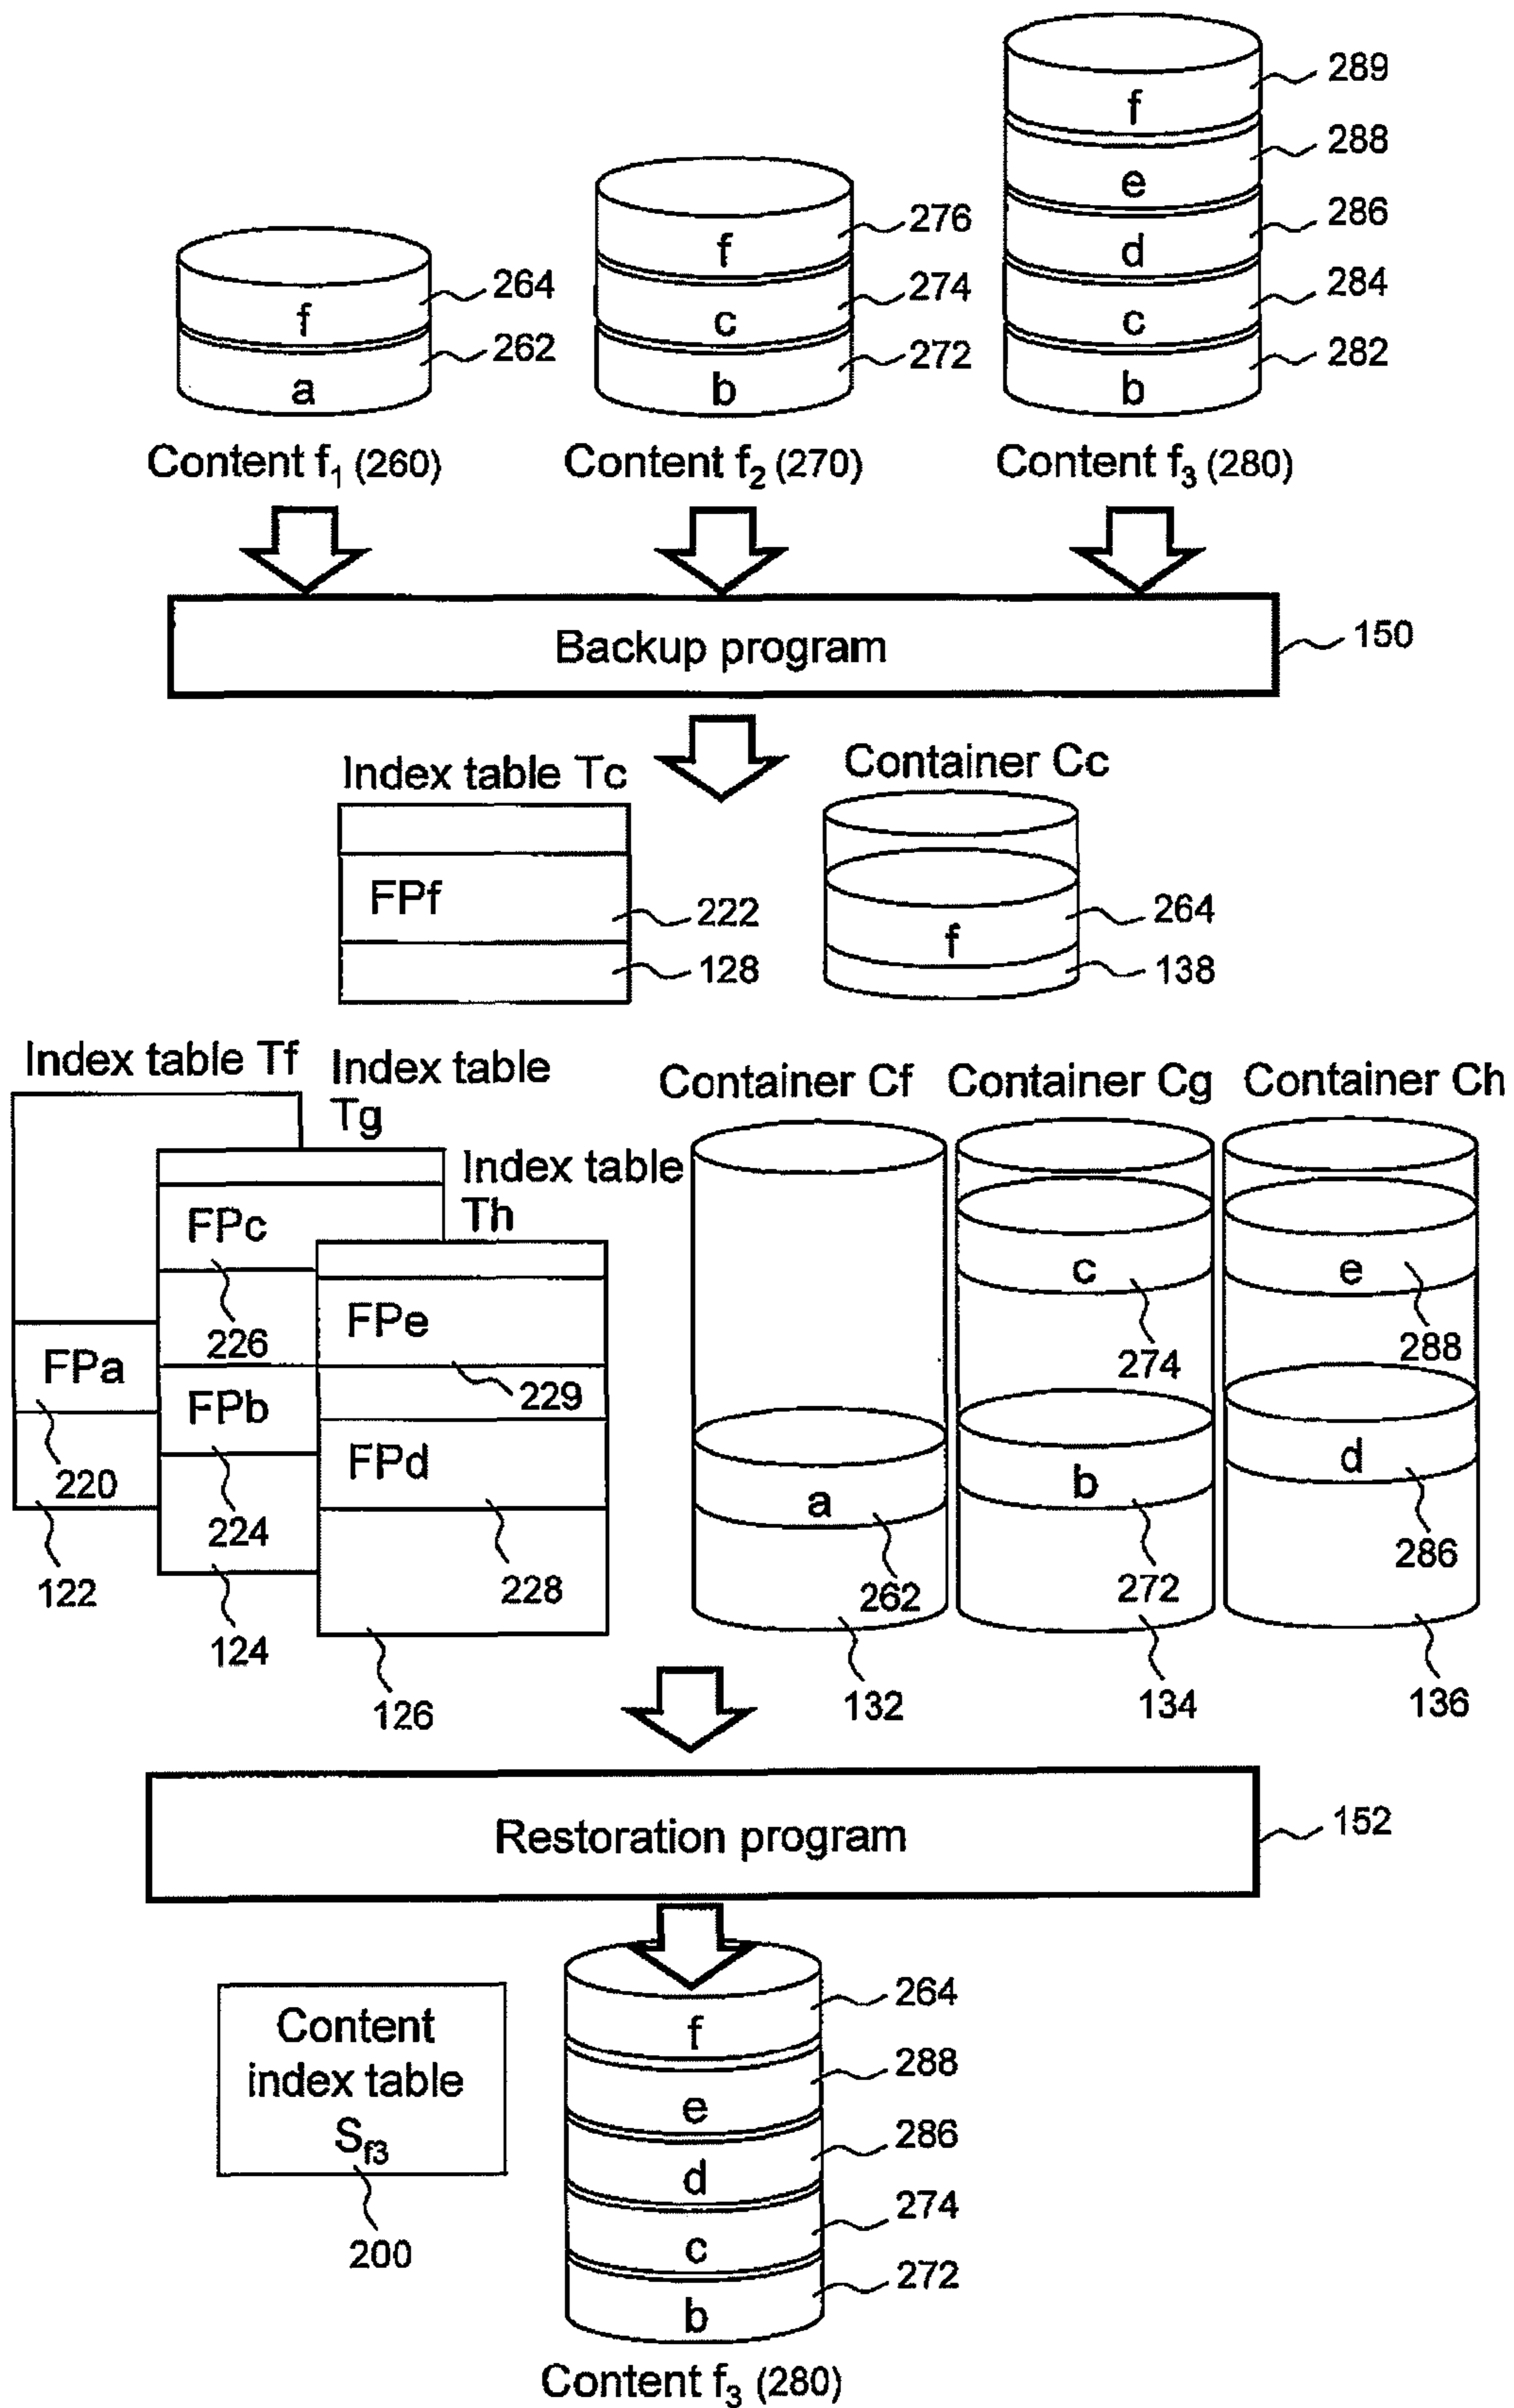 f
264
a
262
Content f1 (260)
f
276
c
274
b
272
Content f2 (270)
f
289
e
288
d
286
c
284
b
282
Content f3 (280)
Backup program
150
Index table Tc
FPf
222
128
Container Cc
f
264
138
Index table Tf
FPa
220
122
Index table
Tg
FPc
226
FPb
224
124
Index table
Th
FPe
229
FPd
228
126
Container Cf
a
262
132
Container Cg
c
274
b
272
134
Container Ch
e
288
d
286
136
Restoration program
152
Content
index table
Sf3
200
f
264
e
288
d
286
c
274
b
272
Content f3 (280)